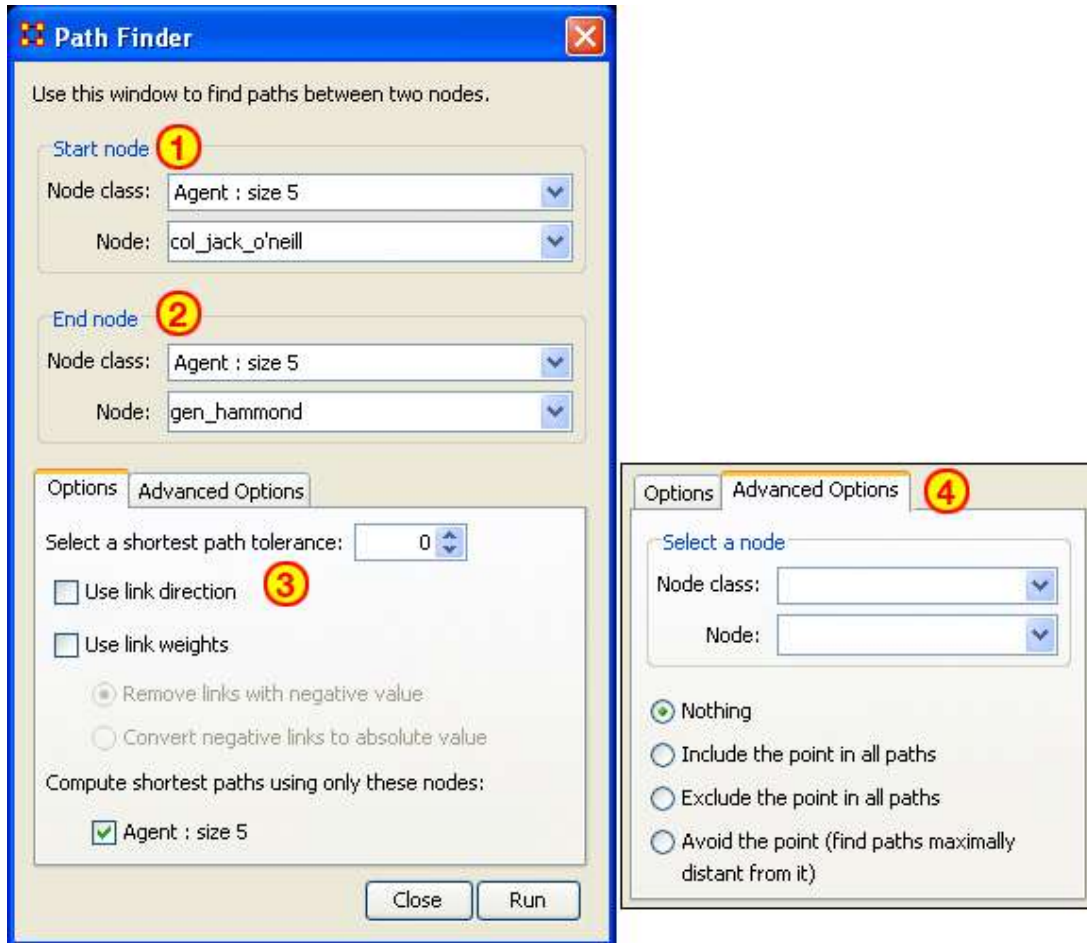 Path Finder
Use this window to find paths between two nodes.
Start node 1
Node class: Agent : size 5
Node: col_jack_o'neill
End node 2
Node class: Agent : size 5
Node: gen_hammond
Options Advanced Options
Select a shortest path tolerance: 0
Use link direction 3
Use link weights
Remove links with negative value
Convert negative links to absolute value
Compute shortest paths using only these nodes:
Agent : size 5
Close Run
Options Advanced Options 4
Select a node
Node class:
Node:
Nothing
Include the point in all paths
Exclude the point in all paths
Avoid the point (find paths maximally
distant from it)